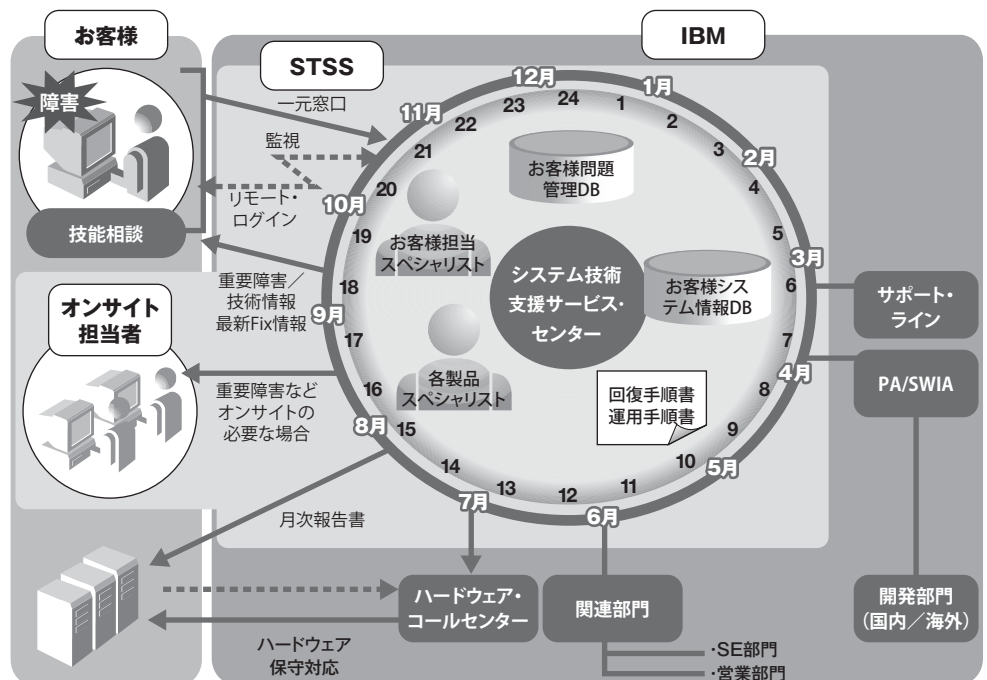 お客様
IBM
STSS
障害
技能相談
オンサイト
担当者
一元窓口
監視
リモート・
ログイン
重要障害／
技術情報
最新Fix情報
重要障害など
オンサイトの
必要な場合
月次報告書
ハードウェア
保守対応
12月
1月
2月
3月
4月
5月
6月
7月
8月
9月
10月
11月
24
1
2
3
4
5
6
7
8
9
10
11
12
13
14
15
16
17
18
19
20
21
22
23
お客様問題
管理DB
お客様担当
スペシャリスト
システム技術
支援サービス・
センター
お客様シス
テム情報DB
各製品
スペシャリスト
回復手順書
運用手順書
サポート・
ライン
PA/SWIA
ハードウェア・
コールセンター
関連部門
開発部門
（国内／海外）
・SE部門
・営業部門